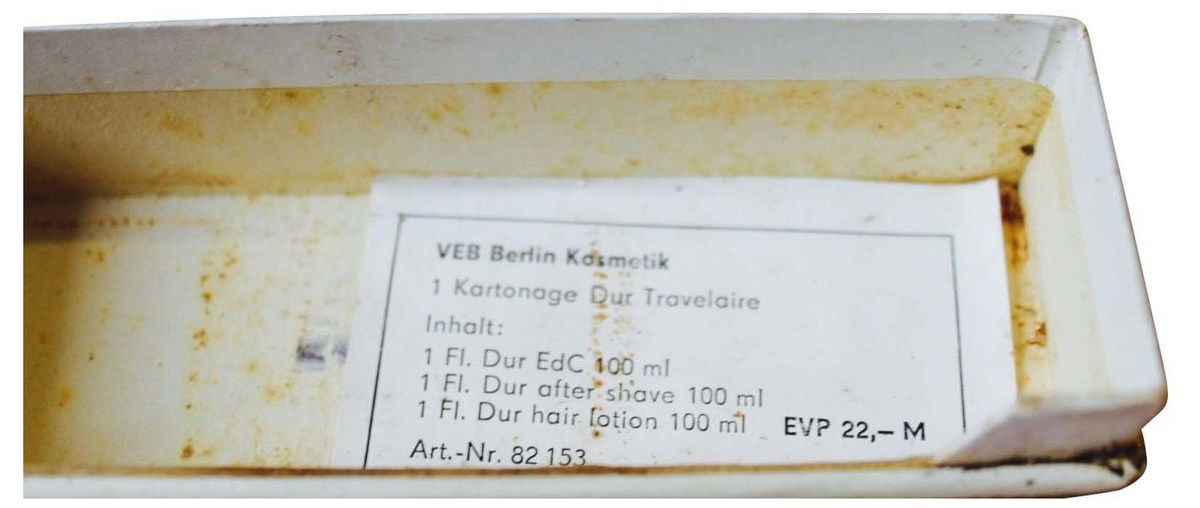 VEB Berlin Kosmetik
1 Kartonage Dur Travelaire
Inhalt:
1 Fl. Dur EdC 100 ml
1 Fl. Dur after shave 100 ml
1 Fl. Dur hair lotion 100 ml
EVP 22,– M
Art.-Nr. 82 153